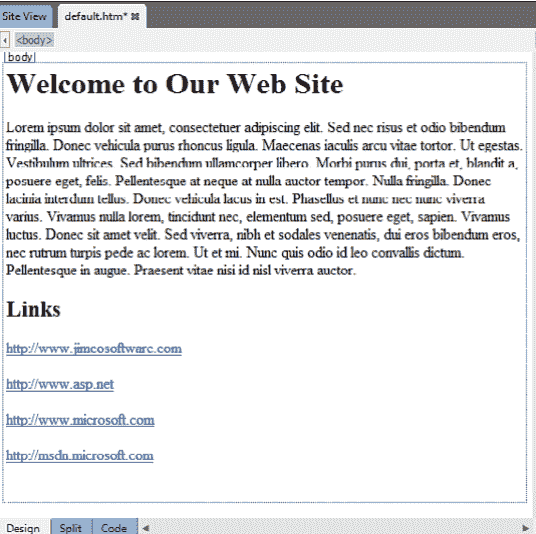 Site View default.htm*
<body>
body
Welcome to Our Web Site
Lorem ipsum dolor sit amet, consectetuer adipiscing elit. Sed nec risus et odio bibendum
fringilla. Donec vehicula purus rhoncus ligula. Maecenas iaculis arcu vitae tortor. Ut egestas.
Vestibulum ultrices. Sed bibendum ullamcorper libero. Morbi purus dui, porta et, blandit a,
posuere eget, felis. Pellentesque at neque at nulla auctor tempor. Nulla fringilla. Donec
lacinia interdum tellus. Donec vehicula lacus in est. Phasellus et nunc nec nunc viverra
varius. Vivamus nulla lorem, tincidunt nec, elementum sed, posuere eget, sapien. Vivamus
luctus. Donec sit amet velit. Sed viverra, nibh et sodales venenatis, dui eros bibendum eros,
nec rutrum turpis pede ac lorem. Ut et mi. Nunc quis odio id leo convallis dictum.
Pellentesque in augue. Praesent vitae nisi id nisl viverra auctor.
Links
http://www.jimcosoftware.com
http://www.asp.net
http://www.microsoft.com
http://msdn.microsoft.com
Design Split Code